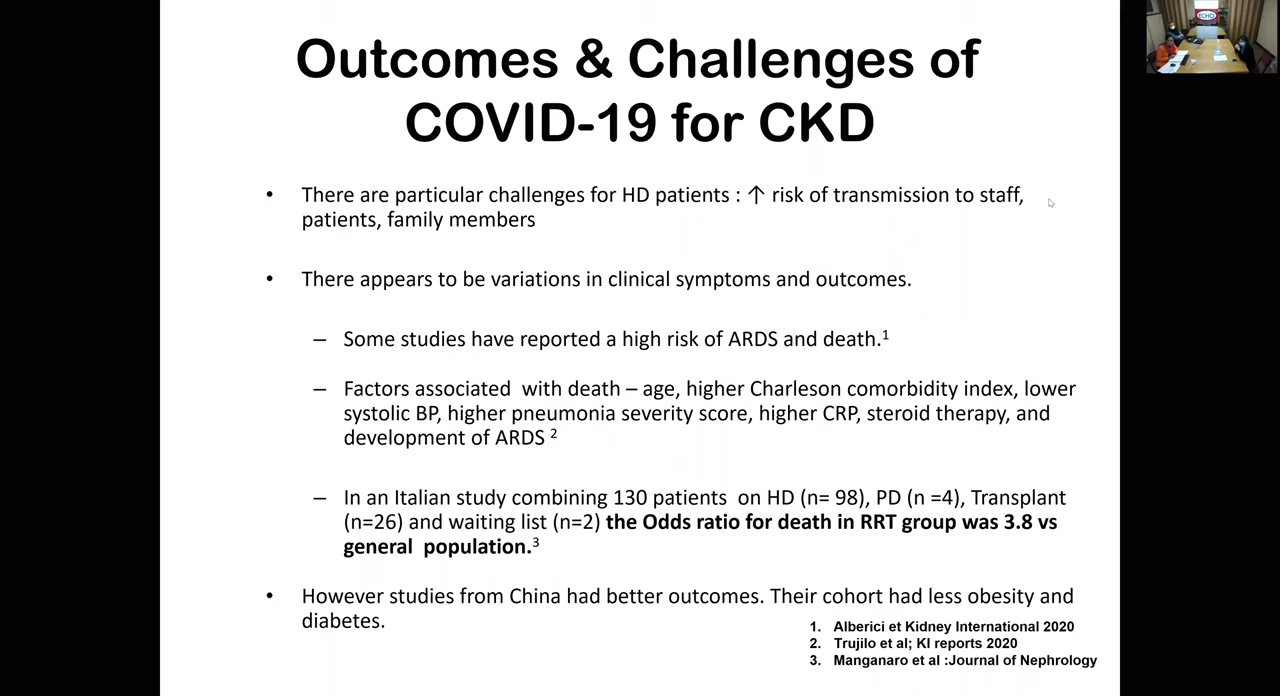 Outcomes & Challenges of
COVID-19 for CKD
• There are particular challenges for HD patients : ↑ risk of transmission to staff,
patients, family members
• There appears to be variations in clinical symptoms and outcomes.
– Some studies have reported a high risk of ARDS and death.1
– Factors associated with death – age, higher Charleson comorbidity index, lower
systolic BP, higher pneumonia severity score, higher CRP, steroid therapy, and
development of ARDS 2
– In an Italian study combining 130 patients on HD (n= 98), PD (n =4), Transplant
(n=26) and waiting list (n=2) the Odds ratio for death in RRT group was 3.8 vs
general population.3
• However studies from China had better outcomes. Their cohort had less obesity and
diabetes.
1. Alberici et Kidney International 2020
2. Trujilo et al; KI reports 2020
3. Manganaro et al :Journal of Nephrology
ECHO